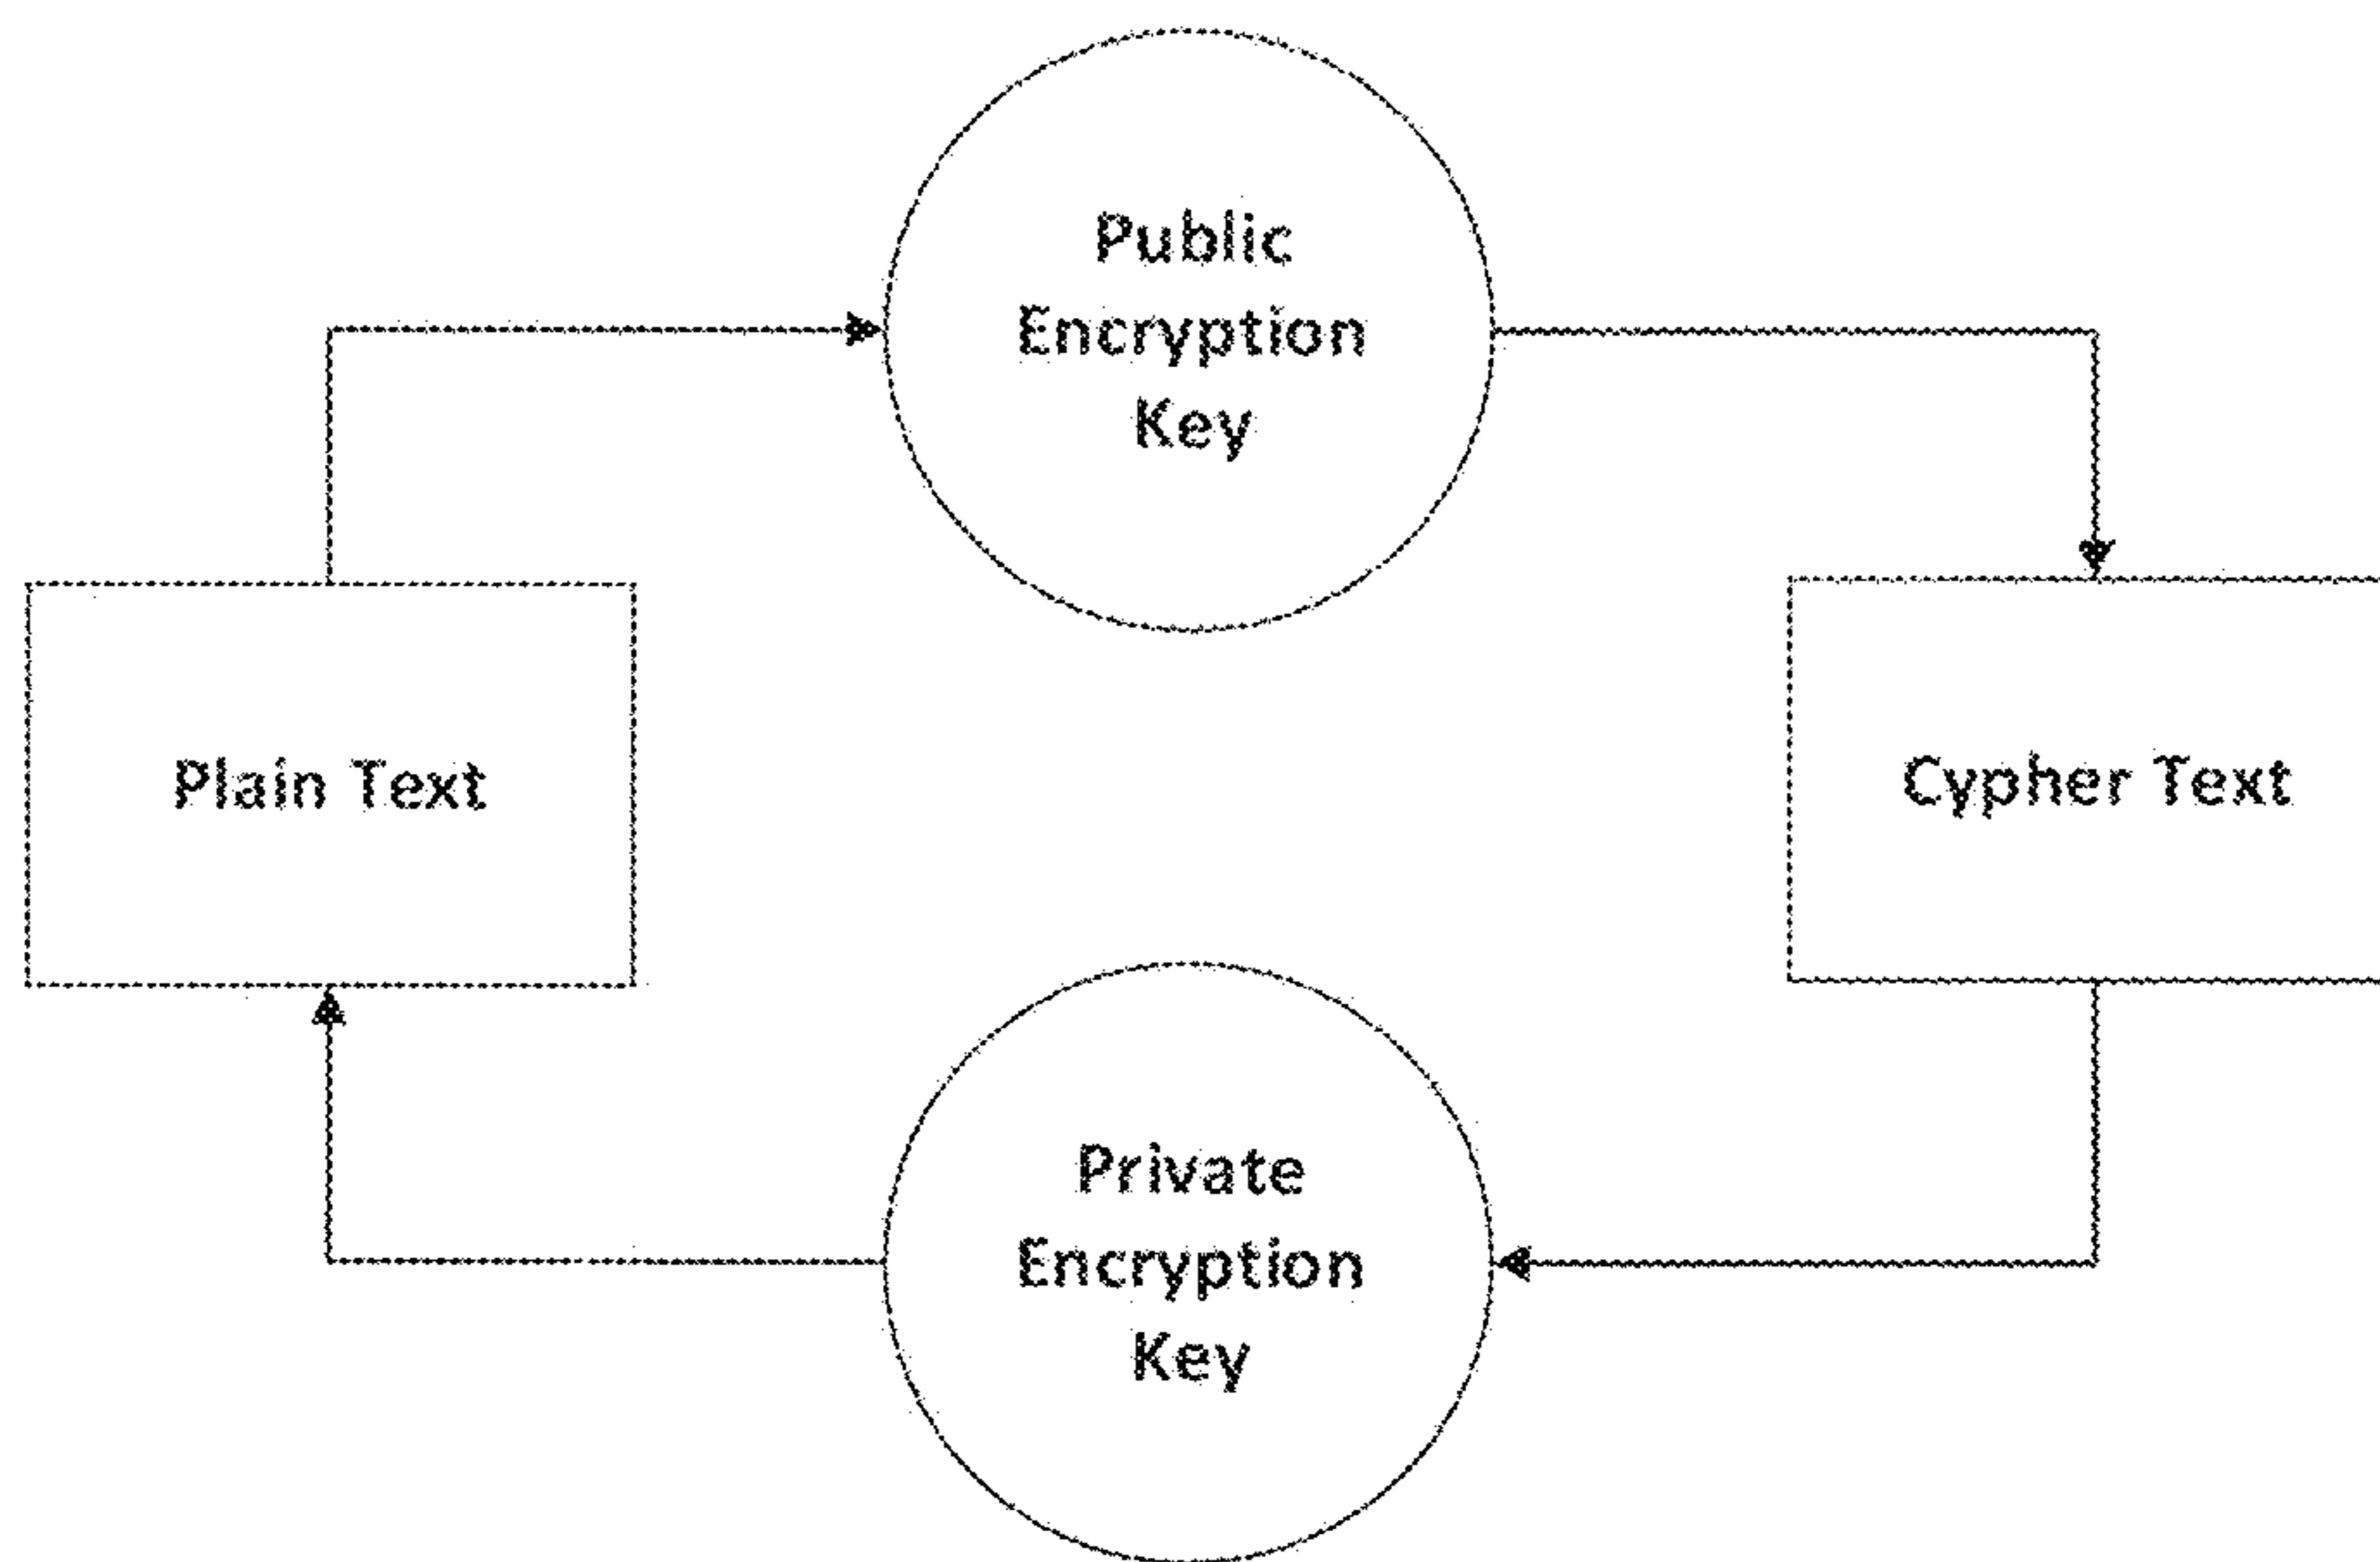 Public
Encryption
Key
Plain Text
Cypher Text
Private
Encryption
Key